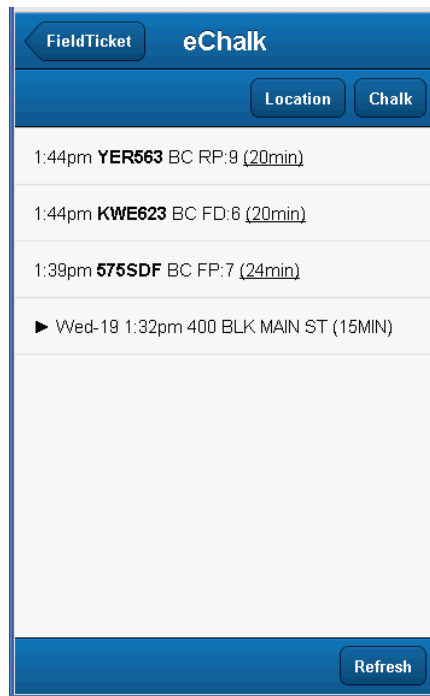 FieldTicket eChalk
Location Chalk
1:44pm YER563 BC RP:9 (20min)
1:44pm KWE623 BC FD:6 (20min)
1:39pm 575SDF BC FP:7 (24min)
► Wed-19 1:32pm 400 BLK MAIN ST (15MIN)
Refresh